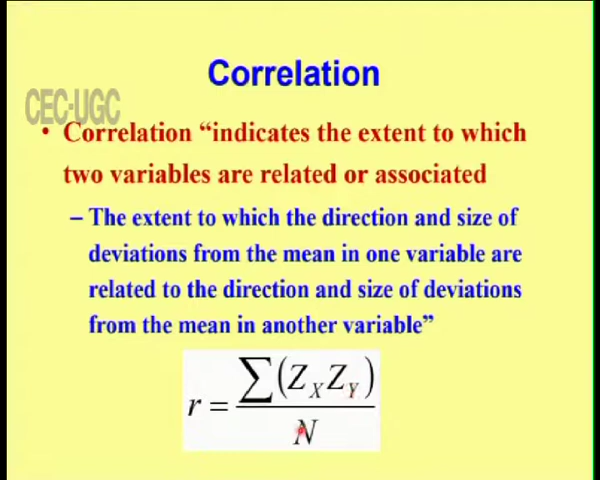 Correlation
CEC-UGC
• Correlation “indicates the extent to which
two variables are related or associated
– The extent to which the direction and size of
deviations from the mean in one variable are
related to the direction and size of deviations
from the mean in another variable”
r = ∑(Z_X Z_Y) / N